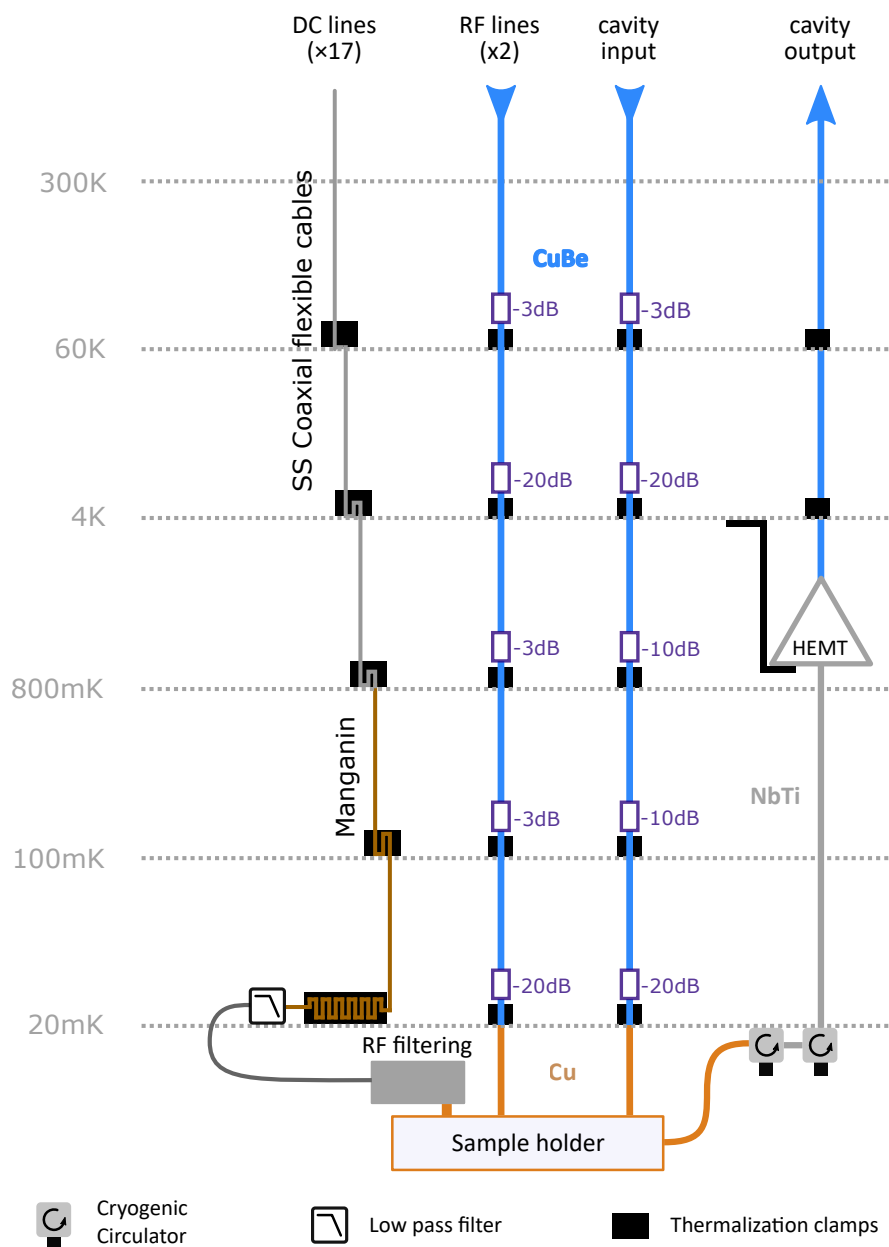 DC lines
(×17)
RF lines
(x2)
cavity
input
cavity
output
300K
SS Coaxial flexible cables
CuBe
-3dB
-3dB
60K
-20dB
-20dB
4K
-3dB
-10dB
HEMT
800mK
Manganin
NbTi
-3dB
-10dB
100mK
-20dB
-20dB
20mK
RF filtering
Cu
Sample holder
Cryogenic
Circulator
Low pass filter
Thermalization clamps